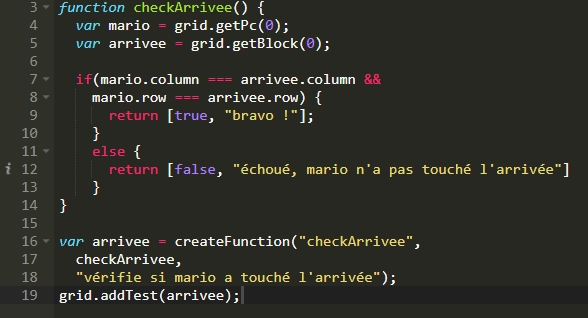 3 function checkArrivee() {
4 var mario = grid.getPc(0);
5 var arrivee = grid.getBlock(0);
6
7 if(mario.column === arrivee.column &&
8 mario.row === arrivee.row) {
9 return [true, "bravo !"];
10 }
11 else {
i 12 return [false, "échoué, mario n'a pas touché l'arrivée"]
13 }
14 }
15
16 var arrivee = createFunction("checkArrivee",
17 checkArrivee,
18 "vérifie si mario a touché l'arrivée");
19 grid.addTest(arrivee);